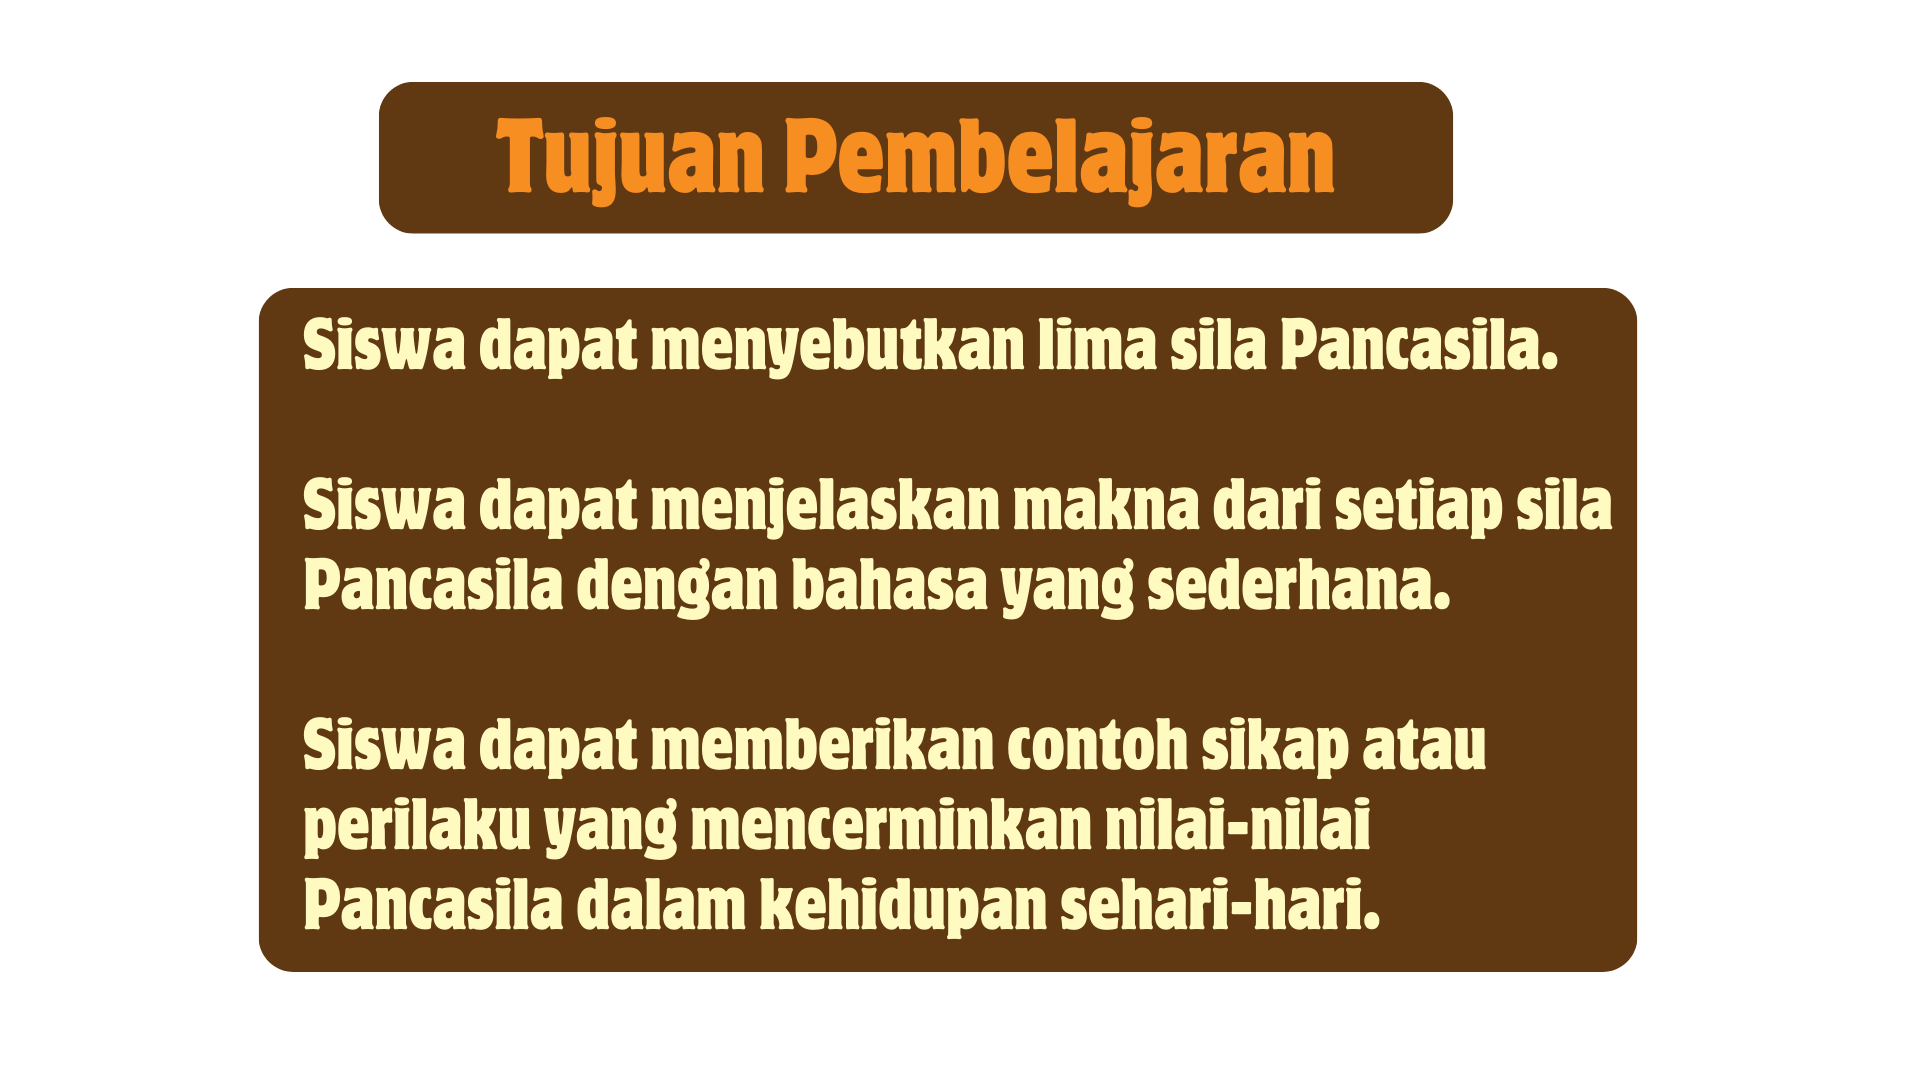 Tujuan Pembelajaran
Siswa dapat menyebutkan lima sila Pancasila.
Siswa dapat menjelaskan makna dari setiap sila
Pancasila dengan bahasa yang sederhana.
Siswa dapat memberikan contoh sikap atau
perilaku yang mencerminkan nilai-nilai
Pancasila dalam kehidupan sehari-hari.